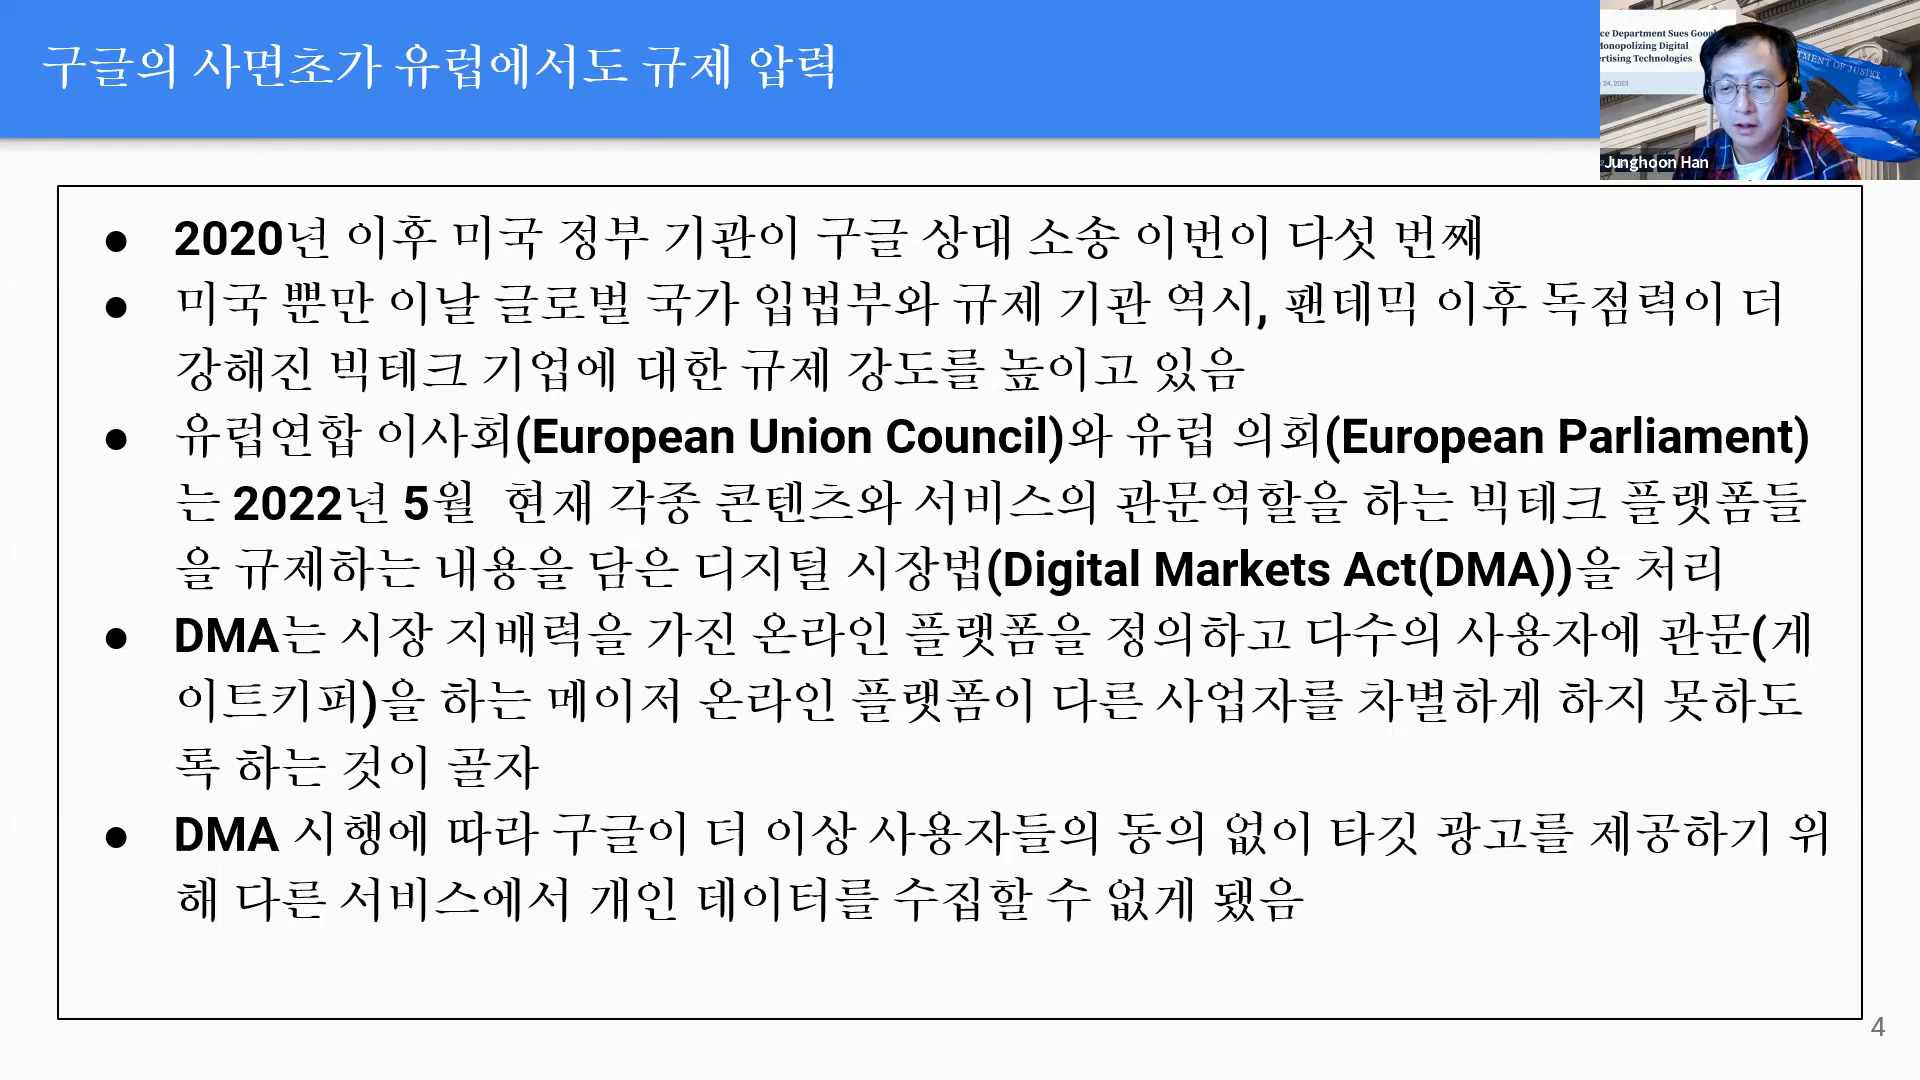 구글의 사면초가 유럽에서도 규제 압력
ce Department Sues Googl
Monopolizing Digital
ertising Technologies
24, 2023
TMENT OF JUSTICE
Junghoon Han
● 2020년 이후 미국 정부 기관이 구글 상대 소송 이번이 다섯 번째
● 미국 뿐만 이날 글로벌 국가 입법부와 규제 기관 역시, 팬데믹 이후 독점력이 더
강해진 빅테크 기업에 대한 규제 강도를 높이고 있음
● 유럽연합 이사회(European Union Council)와 유럽 의회(European Parliament)
는 2022년 5월 현재 각종 콘텐츠와 서비스의 관문역할을 하는 빅테크 플랫폼들
을 규제하는 내용을 담은 디지털 시장법(Digital Markets Act(DMA))을 처리
● DMA는 시장 지배력을 가진 온라인 플랫폼을 정의하고 다수의 사용자에 관문(게
이트키퍼)을 하는 메이저 온라인 플랫폼이 다른 사업자를 차별하게 하지 못하도
록 하는 것이 골자
● DMA 시행에 따라 구글이 더 이상 사용자들의 동의 없이 타깃 광고를 제공하기 위
해 다른 서비스에서 개인 데이터를 수집할 수 없게 됐음
4